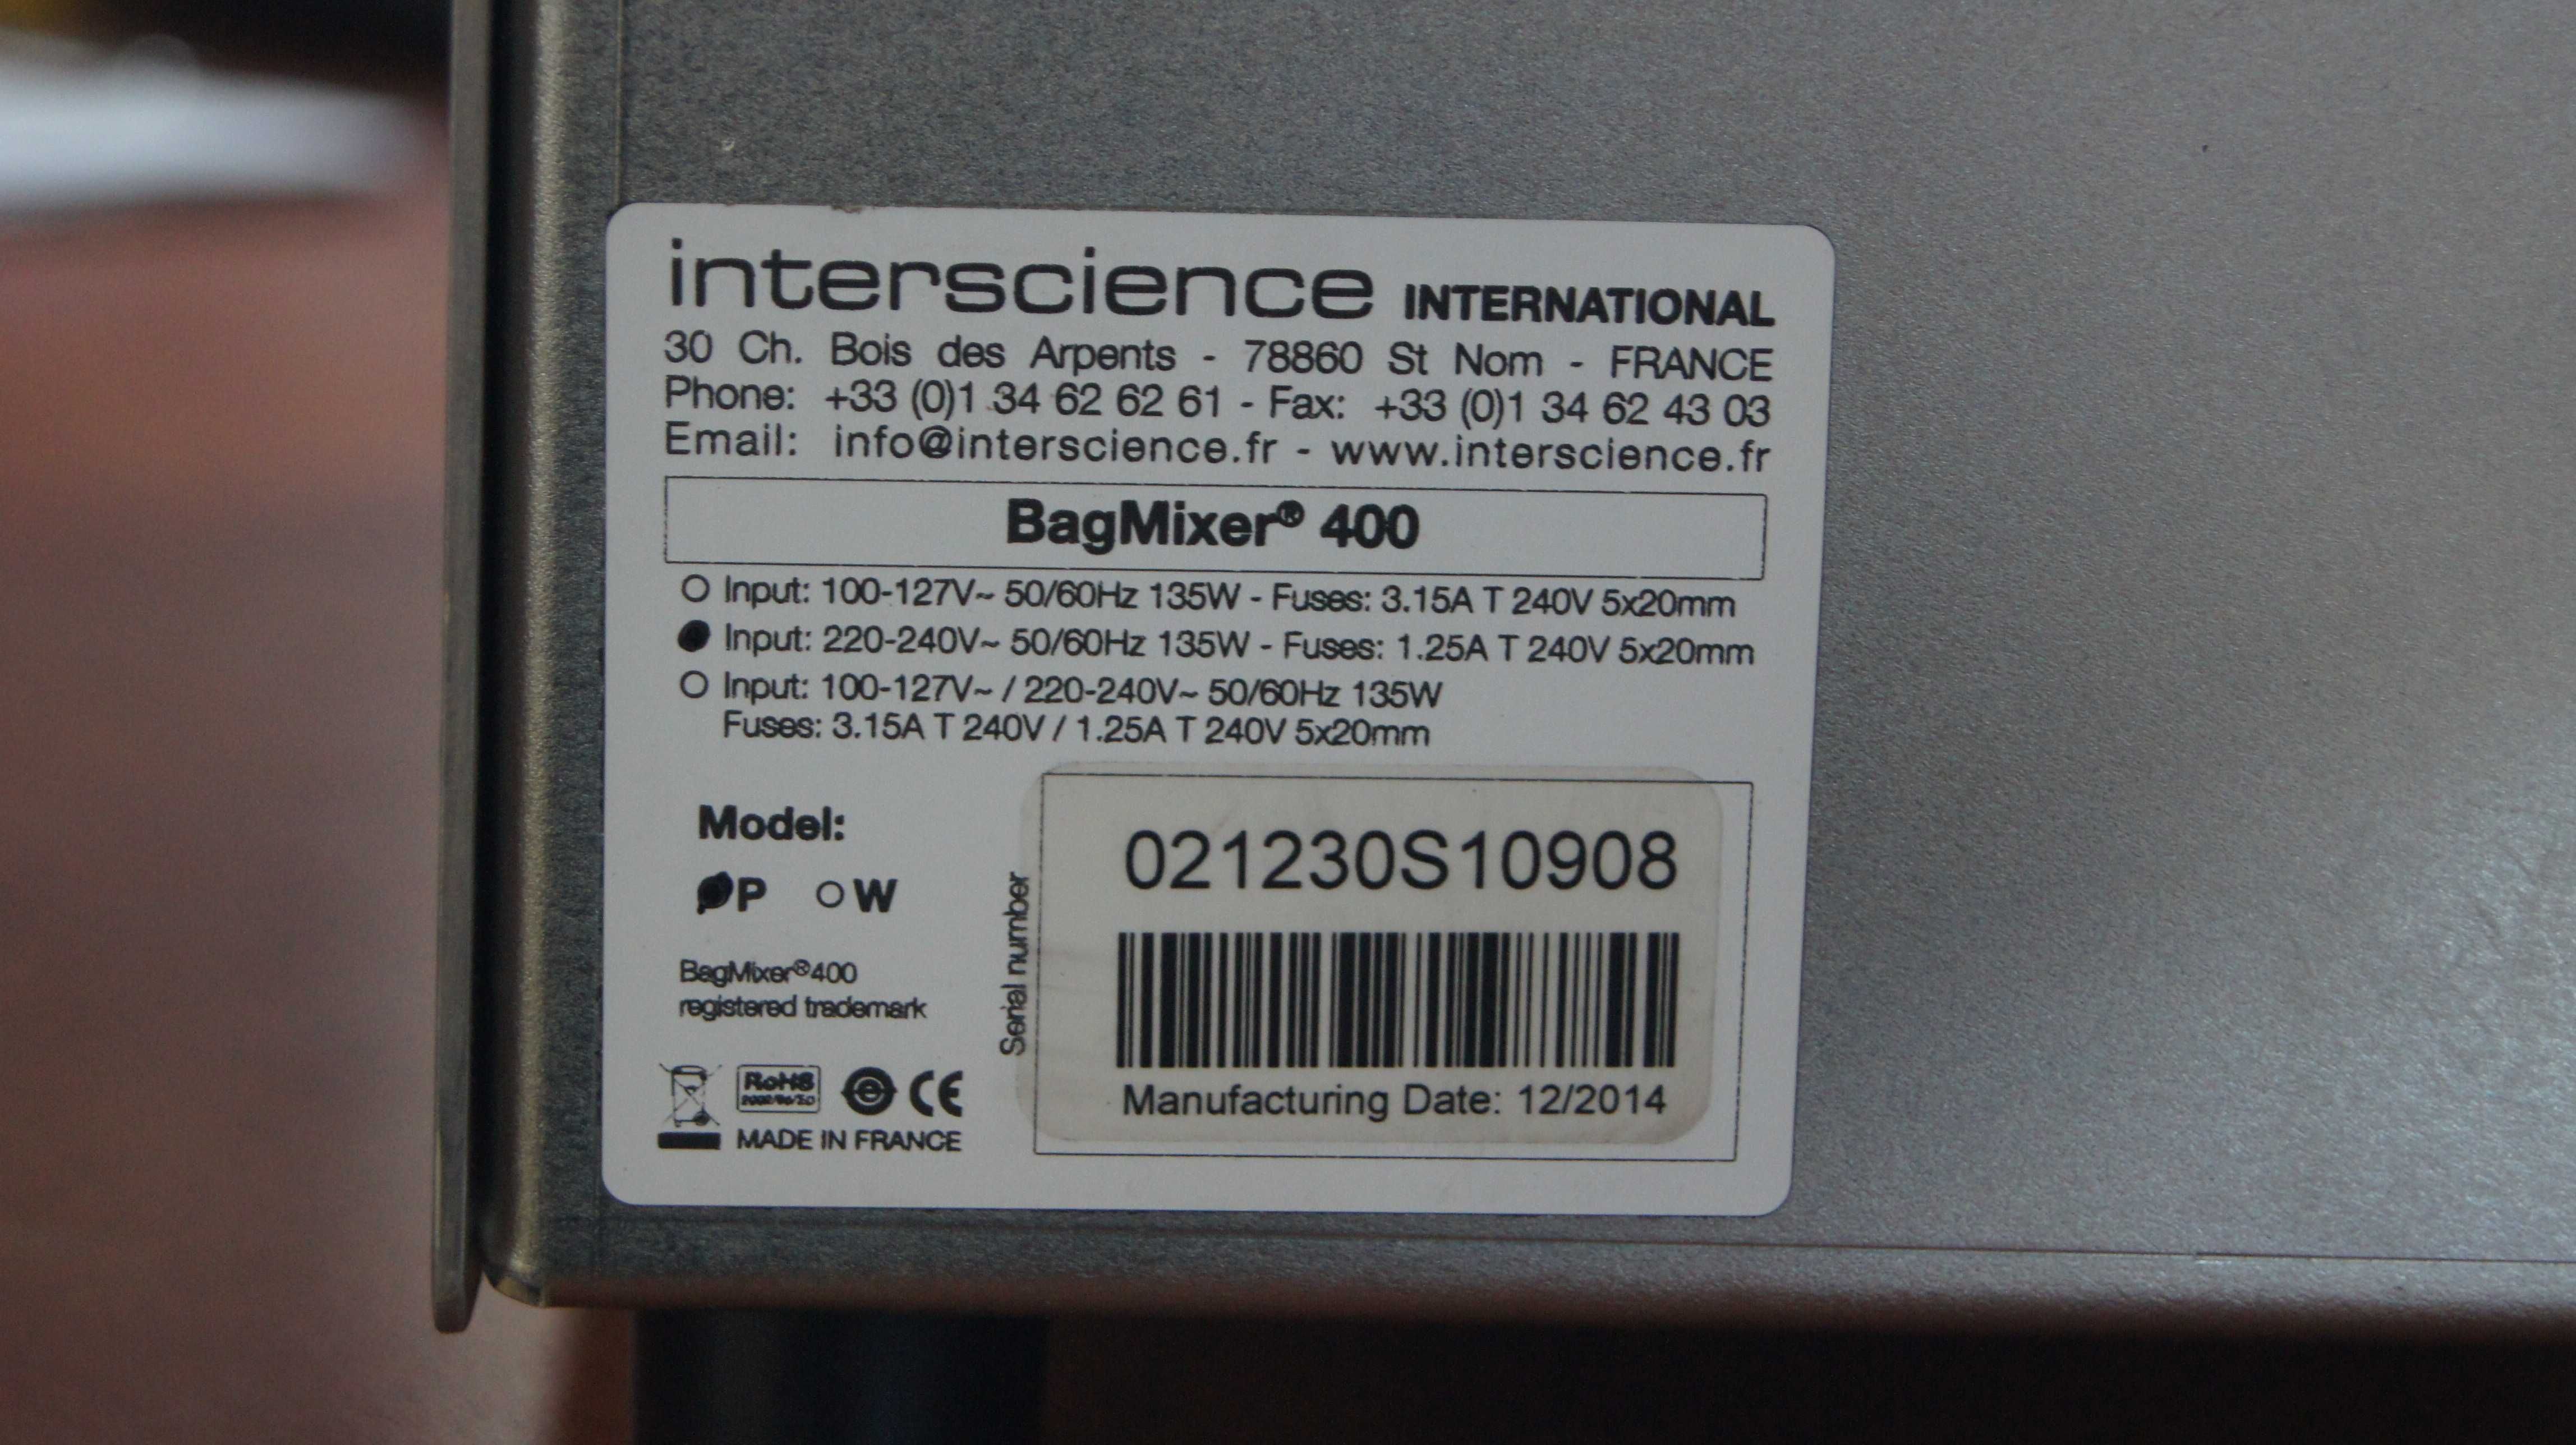 interscience INTERNATIONAL
30 Ch. Bois des Arpents - 78860 St Nom - FRANCE
Phone: +33 (0)1 34 62 62 61 - Fax: +33 (0)1 34 62 43 03
Email: info@interscience.fr - www.interscience.fr
BagMixer® 400
Input: 100-127V~ 50/60Hz 135W - Fuses: 3.15A T 240V 5x20mm
Input: 220-240V~ 50/60Hz 135W - Fuses: 1.25A T 240V 5x20mm
Input: 100-127V~ / 220-240V~ 50/60Hz 135W
Fuses: 3.15A T 240V / 1.25A T 240V 5x20mm
Model:
P W
BagMixer®400
registered trademark
RoHS
e CE
MADE IN FRANCE
Serial number
021230S10908
Manufacturing Date: 12/2014